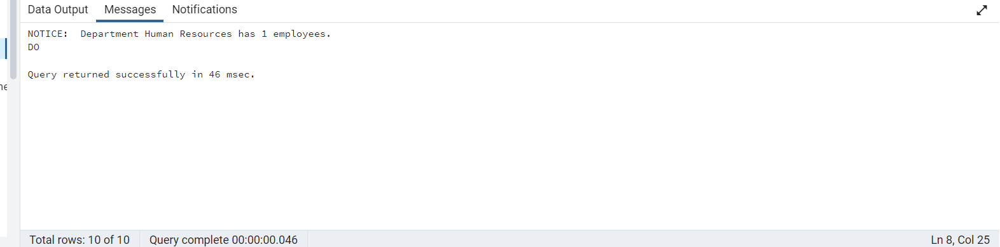 Data Output Messages Notifications
NOTICE:  Department Human Resources has 1 employees.
DO
Query returned successfully in 46 msec.
Total rows: 10 of 10 Query complete 00:00:00.046 Ln 8, Col 25